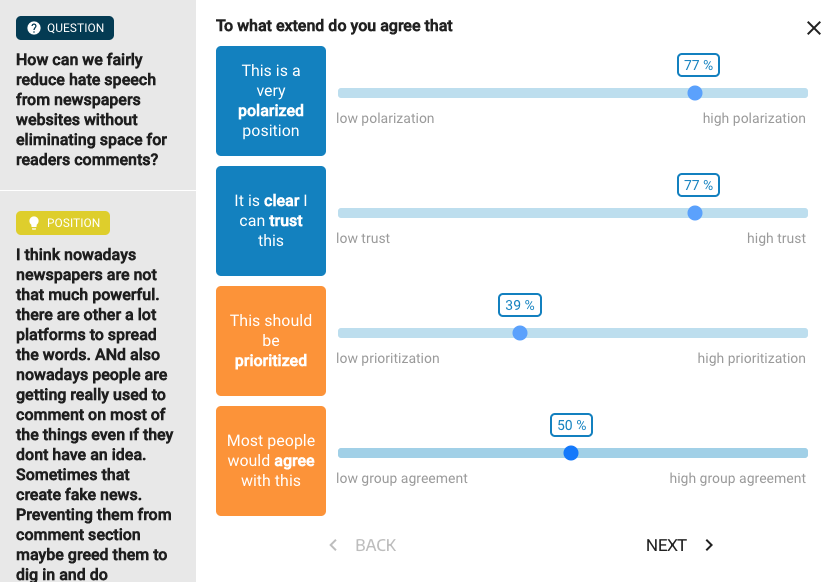 QUESTION
How can we fairly
reduce hate speech
from newspapers
websites without
eliminating space for
readers comments?
POSITION
I think nowadays
newspapers are not
that much powerful.
there are other a lot
platforms to spread
the words. ANd also
nowadays people are
getting really used to
comment on most of
the things even ıf they
dont have an idea.
Sometimes that
create fake news.
Preventing them from
comment section
maybe greed them to
dig in and do
To what extend do you agree that
This is a
very
polarized
position
77 %
low polarization
high polarization
It is clear I
can trust
this
77 %
low trust
high trust
This should
be
prioritized
39 %
low prioritization
high prioritization
Most people
would agree
with this
50 %
low group agreement
high group agreement
BACK
NEXT